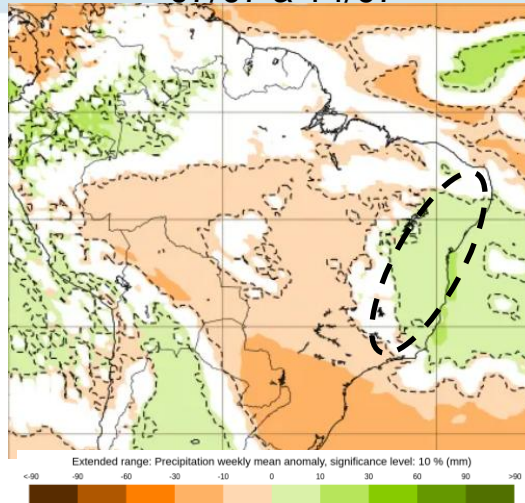 Extended range: Precipitation weekly mean anomaly, significance level: 10 % (mm)
<-90 -90 -60 -30 -10 0 10 30 60 90 >90